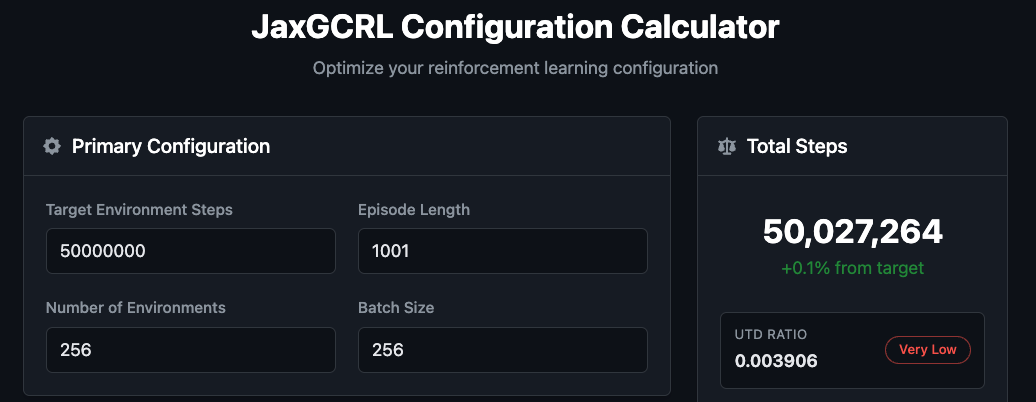 JaxGCRL Configuration Calculator
Optimize your reinforcement learning configuration
Primary Configuration
Target Environment Steps
50000000
Episode Length
1001
Number of Environments
256
Batch Size
256
Total Steps
50,027,264
+0.1% from target
UTD RATIO
0.003906
Very Low